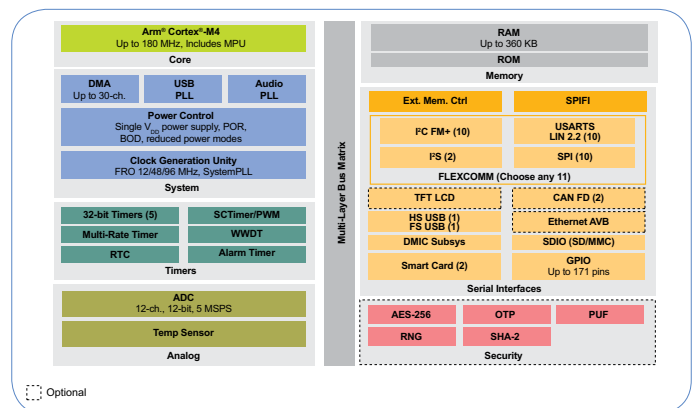 Arm® Cortex®-M4
Up to 180 MHz, Includes MPU
Core
DMA
Up to 30-ch.
USB
PLL
Audio
PLL
Power Control
Single VDD power supply, POR,
BOD, reduced power modes
Clock Generation Unity
FRO 12/48/96 MHz, SystemPLL
System
32-bit Timers (5)
SCTimer/PWM
Multi-Rate Timer
WWDT
RTC
Alarm Timer
Timers
ADC
12-ch., 12-bit, 5 MSPS
Temp Sensor
Analog
Multi-Layer Bus Matrix
RAM
Up to 360 KB
ROM
Memory
Ext. Mem. Ctrl
SPIFI
I²C FM+ (10)
USARTS
LIN 2.2 (10)
I²S (2)
SPI (10)
FLEXCOMM (Choose any 11)
TFT LCD
CAN FD (2)
HS USB (1)
FS USB (1)
Ethernet AVB
DMIC Subsys
SDIO (SD/MMC)
Smart Card (2)
GPIO
Up to 171 pins
Serial Interfaces
AES-256
OTP
PUF
RNG
SHA-2
Security
Optional